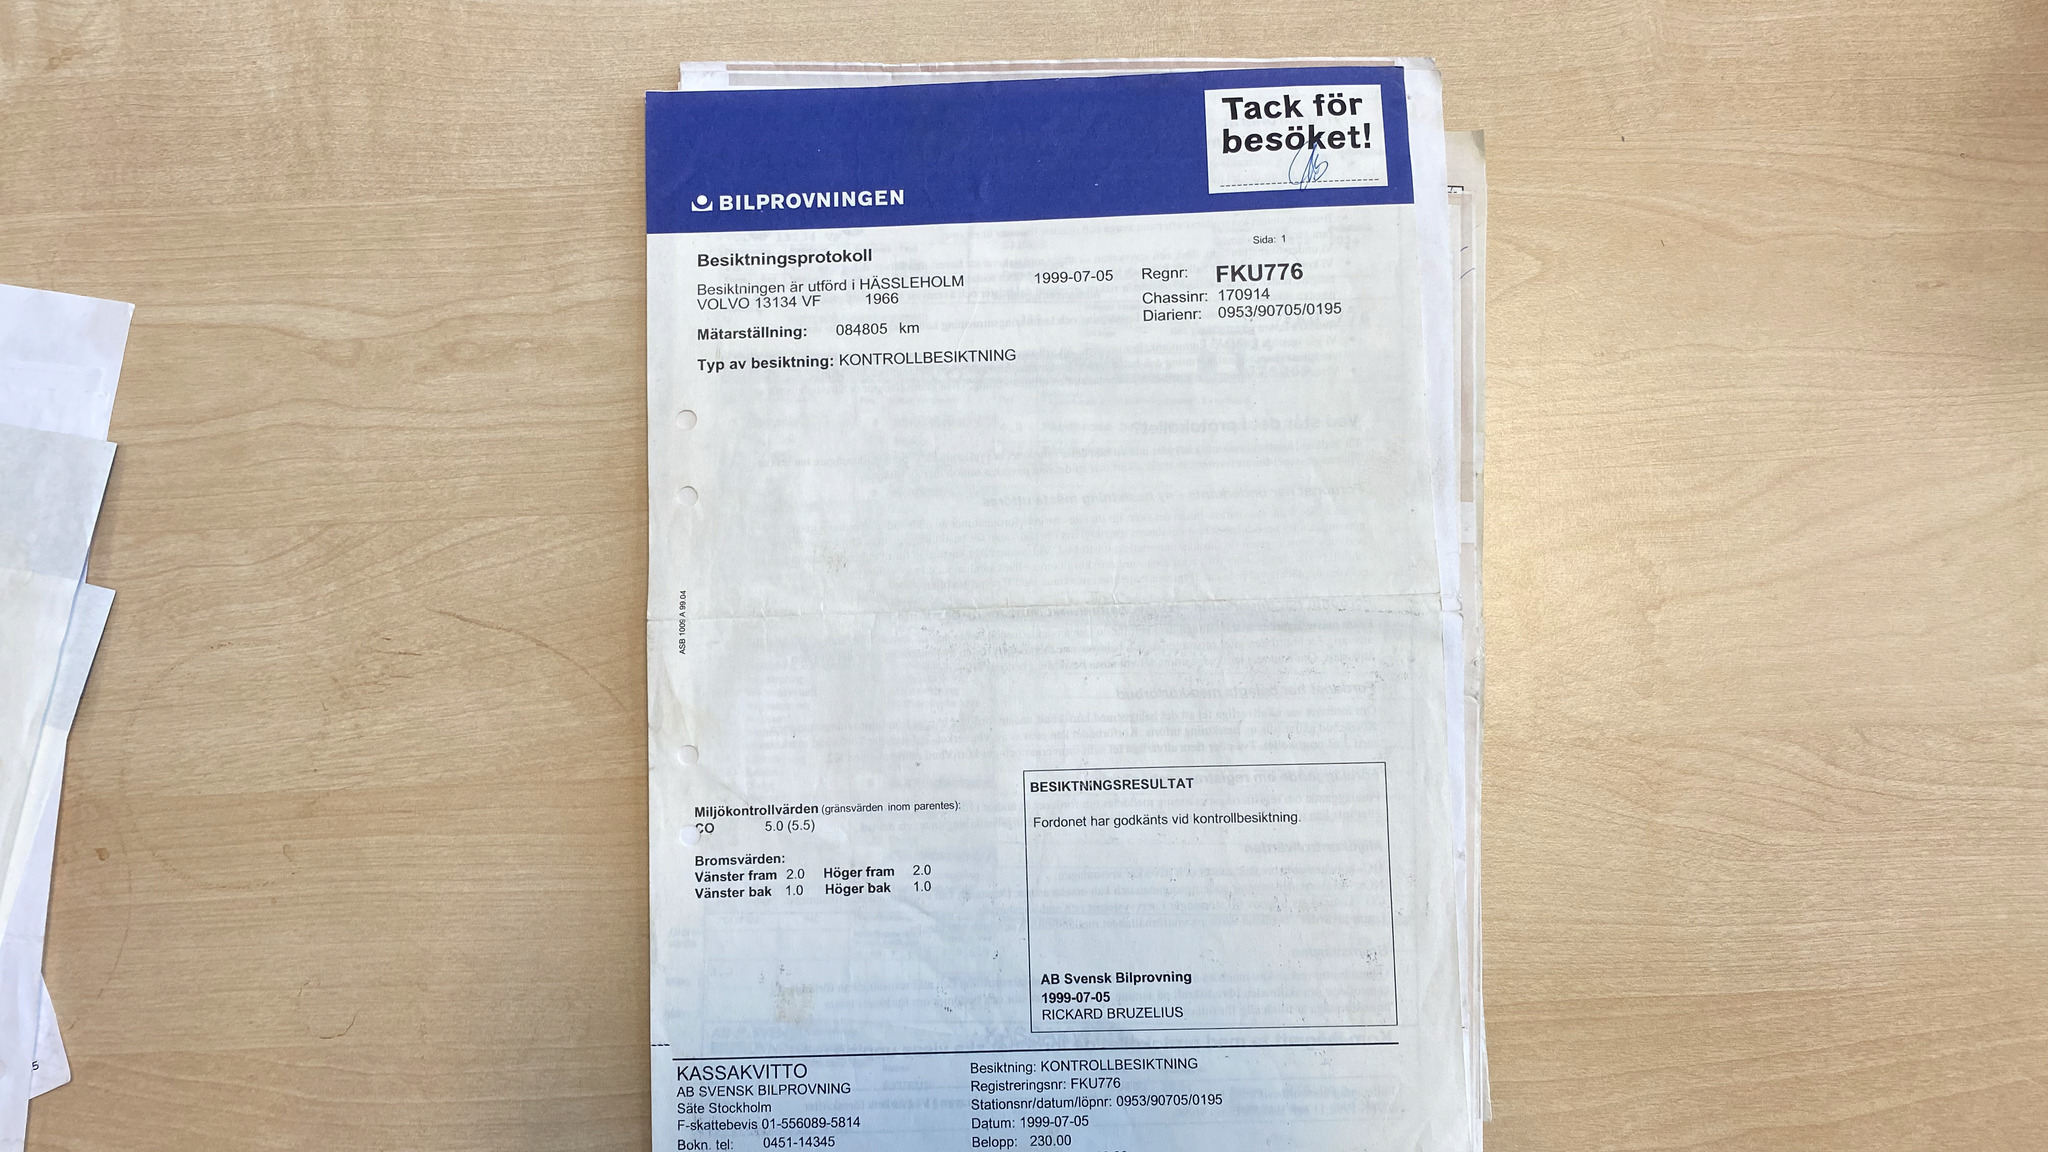 Tack för
besöket!
BILPROVNINGEN
Sida: 1
Besiktningsprotokoll
Besiktningen är utförd i HÄSSLEHOLM 1999-07-05 Regnr: FKU776
VOLVO 13134 VF 1966 Chassinr: 170914
Diarienr: 0953/90705/0195
Mätarställning: 084805 km
Typ av besiktning: KONTROLLBESIKTNING
ASB 1009 A 99.04
Miljökontrollvärden (gränsvärden inom parentes):
CO 5.0 (5.5)
Bromsvärden:
Vänster fram 2.0 Höger fram 2.0
Vänster bak 1.0 Höger bak 1.0
BESIKTNINGSRESULTAT
Fordonet har godkänts vid kontrollbesiktning.
AB Svensk Bilprovning
1999-07-05
RICKARD BRUZELIUS
KASSAKVITTO
AB SVENSK BILPROVNING
Säte Stockholm
F-skattebevis 01-556089-5814
Bokn. tel: 0451-14345
Besiktning: KONTROLLBESIKTNING
Registreringsnr: FKU776
Stationsnr/datum/löpnr: 0953/90705/0195
Datum: 1999-07-05
Belopp: 230.00
5